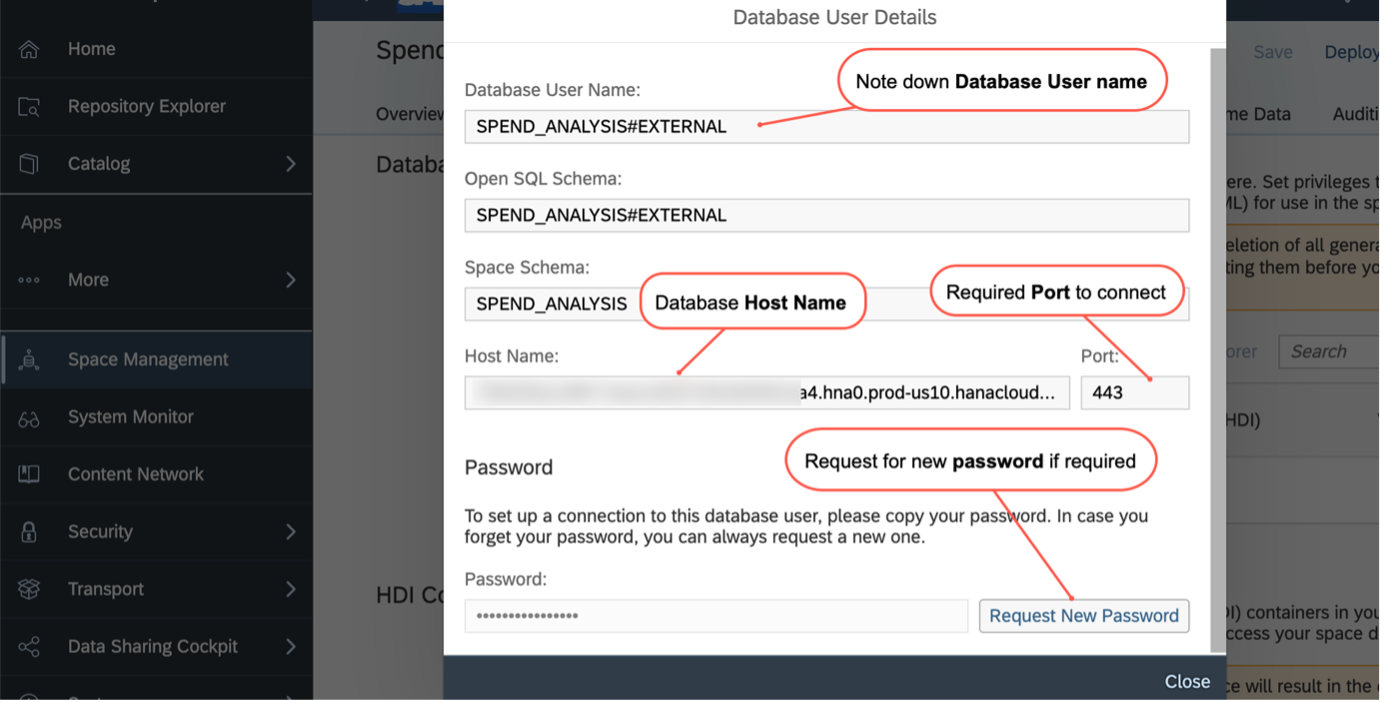 Home
Repository Explorer
Catalog
Apps
More
Space Management
System Monitor
Content Network
Security
Transport
Data Sharing Cockpit
Spend
Save
Deploy
Overview
me Data
Auditi
Databa
ere. Set privileges t
ML) for use in the sp
eletion of all genera
ting them before yo
orer
Search
HDI)
HDI Co
DI) containers in you
ccess your space d
ce will result in the
Database User Details
Note down Database User name
Database User Name:
SPEND_ANALYSIS#EXTERNAL
Open SQL Schema:
SPEND_ANALYSIS#EXTERNAL
Space Schema:
SPEND_ANALYSIS
Database Host Name
Required Port to connect
Host Name:
Port:
a4.hna0.prod-us10.hanacloud...
443
Request for new password if required
Password
To set up a connection to this database user, please copy your password. In case you
forget your password, you can always request a new one.
Password:
Request New Password
Close